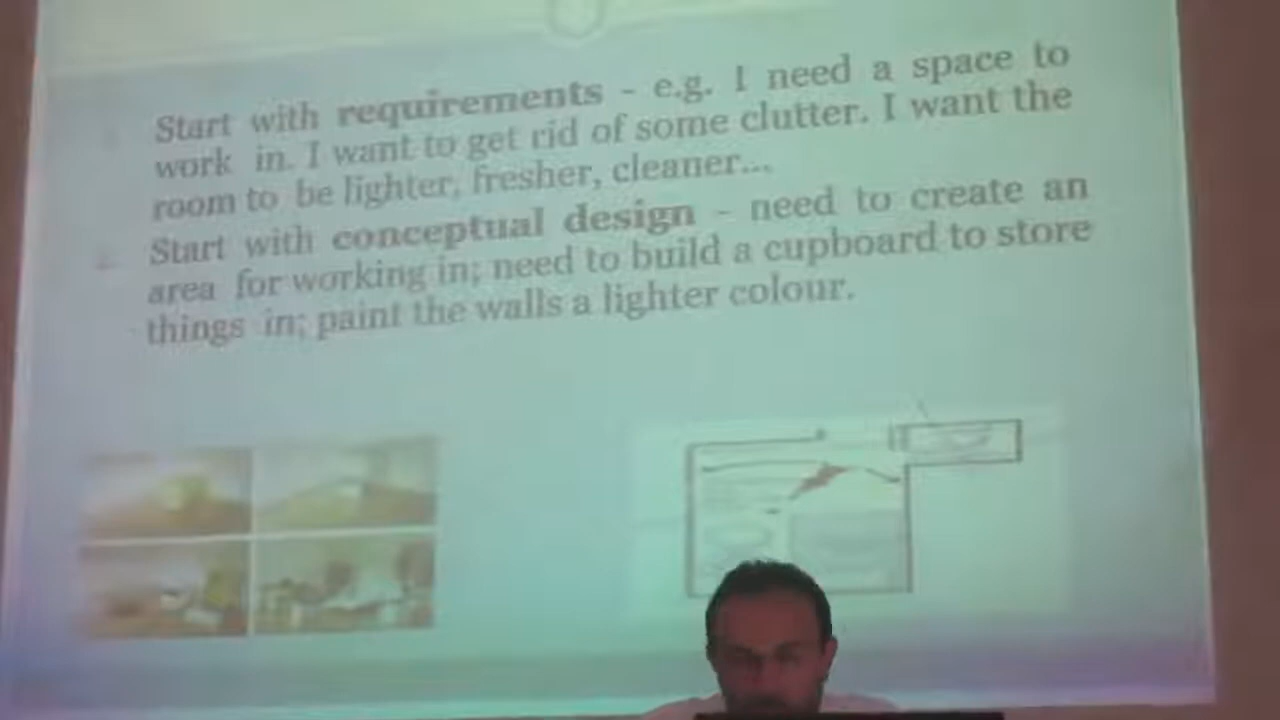 Start with requirements - e.g. I need a space to
work in. I want to get rid of some clutter. I want the
room to be lighter, fresher, cleaner...
Start with conceptual design - need to create an
area for working in; need to build a cupboard to store
things in; paint the walls a lighter colour.